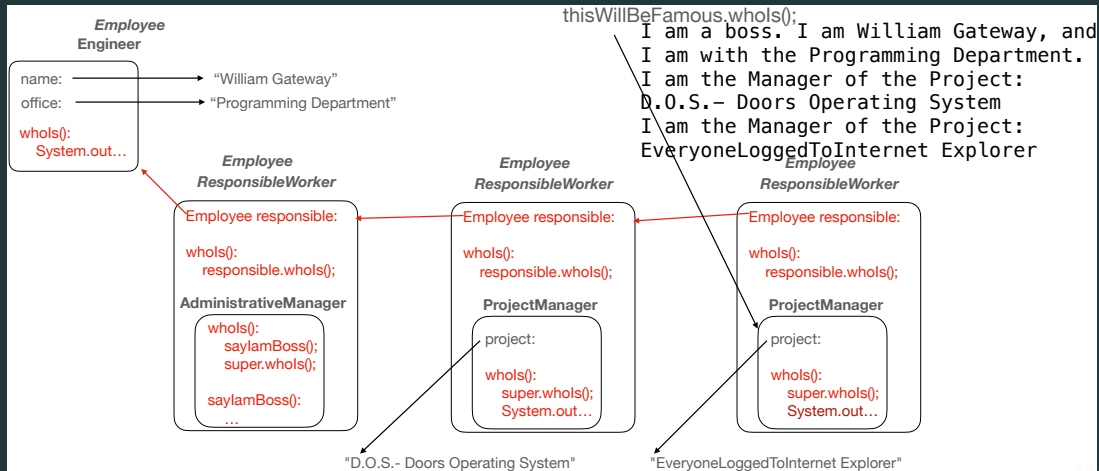 thisWillBeFamous.whoIs();
I am a boss. I am William Gateway, and
I am with the Programming Department.
I am the Manager of the Project:
D.O.S.– Doors Operating System
I am the Manager of the Project:
EveryoneLoggedToInternet Explorer
Employee
Engineer
name:
“William Gateway”
office:
“Programming Department”
whoIs():
System.out…
Employee
ResponsibleWorker
Employee responsible:
whoIs():
responsible.whoIs();
AdministrativeManager
whoIs():
sayIamBoss();
super.whoIs();
sayIamBoss():
…
Employee
ResponsibleWorker
Employee responsible:
whoIs():
responsible.whoIs();
ProjectManager
project:
whoIs():
super.whoIs();
System.out…
"D.O.S.- Doors Operating System"
Employee
ResponsibleWorker
Employee responsible:
whoIs():
responsible.whoIs();
ProjectManager
project:
whoIs():
super.whoIs();
System.out…
"EveryoneLoggedToInternet Explorer"